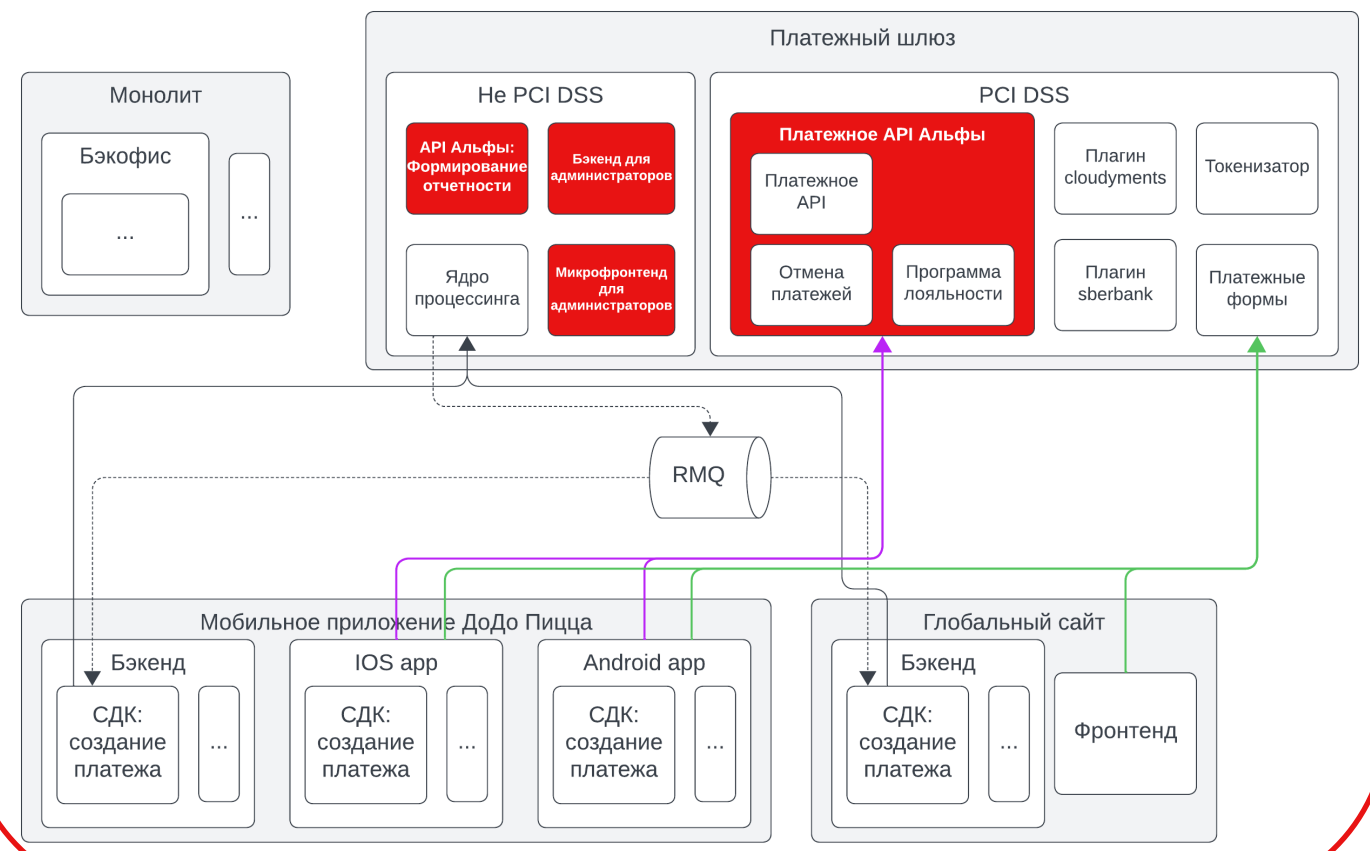 Платежный шлюз
Монолит
Бэкофис
...
...
Не PCI DSS
API Альфы:
Формирование
отчетности
Бэкенд для
администраторов
Ядро
процессинга
Микрофронтенд
для
администраторов
PCI DSS
Платежное API Альфы
Платежное
API
Отмена
платежей
Программа
лояльности
Плагин
cloudyments
Токенизатор
Плагин
sberbank
Платежные
формы
RMQ
Мобильное приложение ДоДо Пицца
Бэкенд
СДК:
создание
платежа
...
IOS app
СДК:
создание
платежа
...
Android app
СДК:
создание
платежа
...
Глобальный сайт
Бэкенд
СДК:
создание
платежа
...
Фронтенд